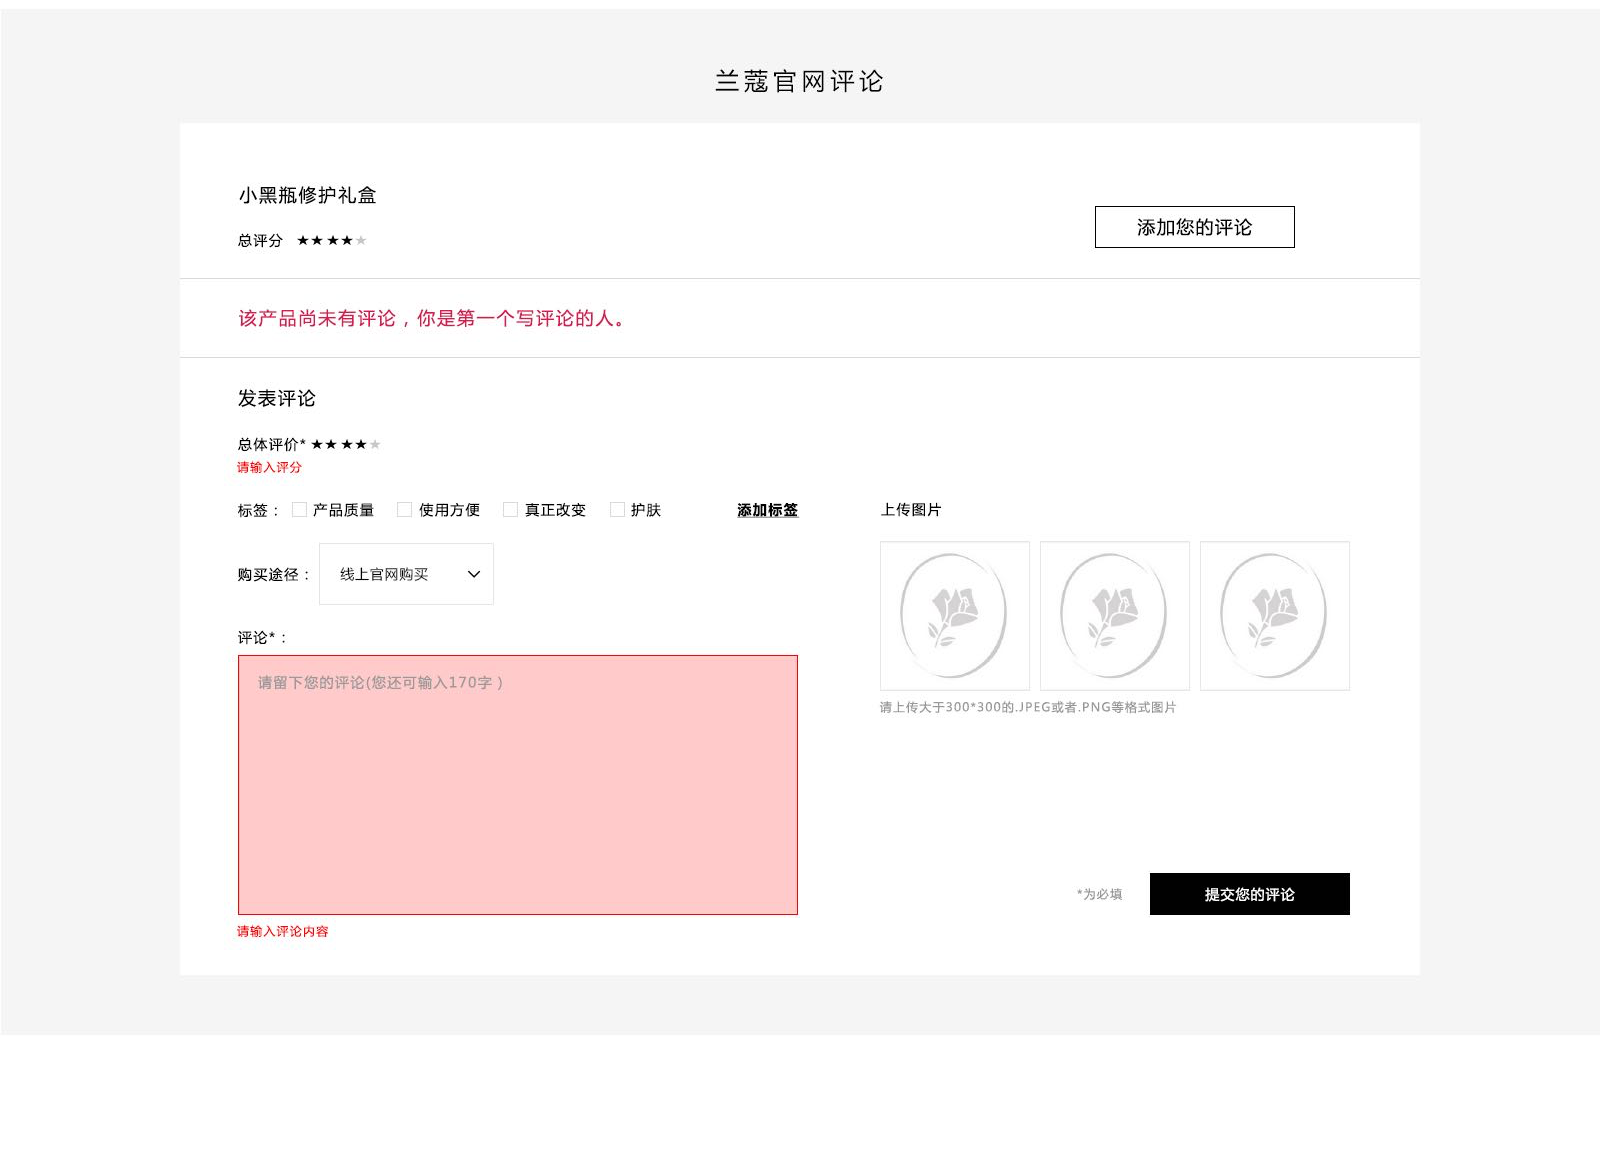 兰蔻官网评论
小黑瓶修护礼盒
总评分 ★★★★★
添加您的评论
该产品尚未有评论，你是第一个写评论的人。
发表评论
总体评价* ★★★★★
请输入评分
标签： 产品质量 使用方便 真正改变 护肤 添加标签
上传图片
购买途径： 线上官网购买
评论*：
请留下您的评论(您还可输入170字）
请上传大于300*300的.JPEG或者.PNG等格式图片
*为必填
提交您的评论
请输入评论内容